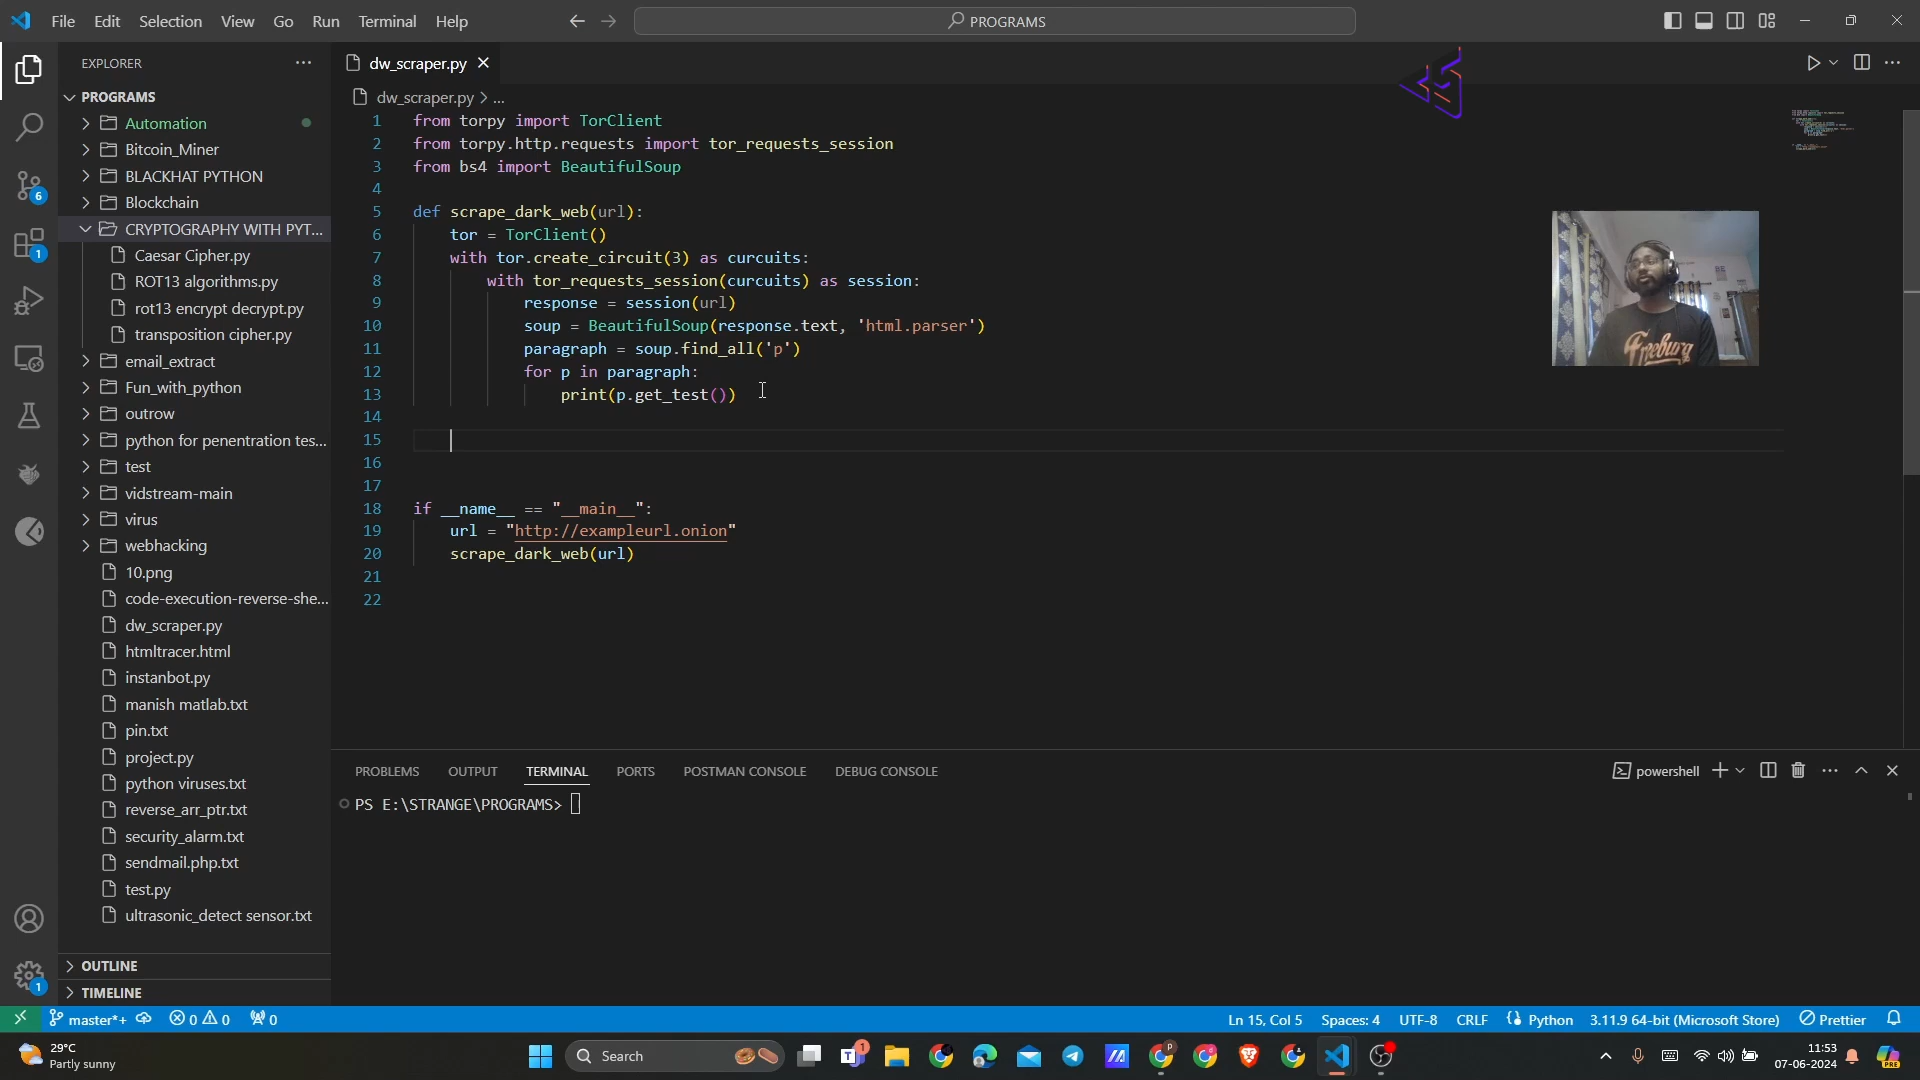 File Edit Selection View Go Run Terminal Help
PROGRAMS
EXPLORER
PROGRAMS
Automation
Bitcoin_Miner
BLACKHAT PYTHON
Blockchain
CRYPTOGRAPHY WITH PYT...
Caesar Cipher.py
ROT13 algorithms.py
rot13 encrypt decrypt.py
transposition cipher.py
email_extract
Fun_with_python
outrow
python for penentration tes...
test
vidstream-main
virus
webhacking
10.png
code-execution-reverse-she...
dw_scraper.py
htmltracer.html
instanbot.py
manish matlab.txt
pin.txt
project.py
python viruses.txt
reverse_arr_ptr.txt
security_alarm.txt
sendmail.php.txt
test.py
ultrasonic_detect sensor.txt
OUTLINE
TIMELINE
6
1
1
dw_scraper.py
dw_scraper.py > ...
1 from torpy import TorClient
2 from torpy.http.requests import tor_requests_session
3 from bs4 import BeautifulSoup
4
5 def scrape_dark_web(url):
6 tor = TorClient()
7 with tor.create_circuit(3) as curcuits:
8 with tor_requests_session(curcuits) as session:
9 response = session(url)
10 soup = BeautifulSoup(response.text, 'html.parser')
11 paragraph = soup.find_all('p')
12 for p in paragraph:
13 print(p.get_test())
14
15
16
17
18 if __name__ == "__main__":
19 url = "http://exampleurl.onion"
20 scrape_dark_web(url)
21
22
Freeburg
PROBLEMS OUTPUT TERMINAL PORTS POSTMAN CONSOLE DEBUG CONSOLE
powershell
PS E:\STRANGE\PROGRAMS>
master*+ 0 0 0
Ln 15, Col 5 Spaces: 4 UTF-8 CRLF Python 3.11.9 64-bit (Microsoft Store) Prettier
29°C
Partly sunny
Search
1
11:53
07-06-2024
PRE